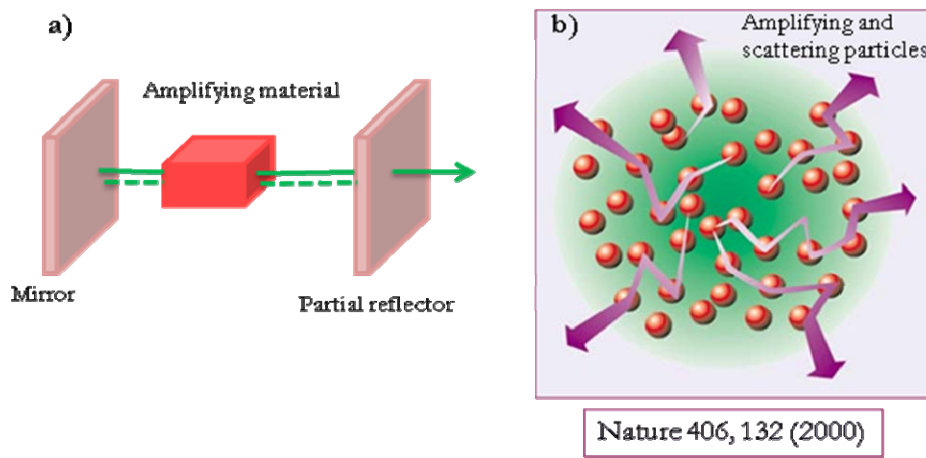 a)
Amplifying material
Mirror
Partial reflector
b)
Amplifying and
scattering particles
Nature 406, 132 (2000)